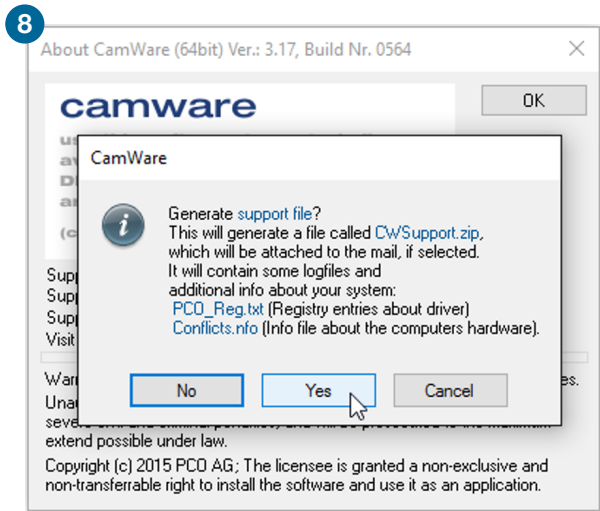 8
About CamWare (64bit) Ver.: 3.17, Build Nr. 0564
camware
OK
CamWare
Generate support file?
This will generate a file called CWSupport.zip,
which will be attached to the mail, if selected.
It will contain some logfiles and
additional info about your system:
PCO_Reg.txt (Registry entries about driver)
Conflicts.nfo (Info file about the computers hardware).
No
Yes
Cancel
Visit
extend possible under law.
Copyright (c) 2015 PCO AG; The licensee is granted a non-exclusive and
non-transferrable right to install the software and use it as an application.